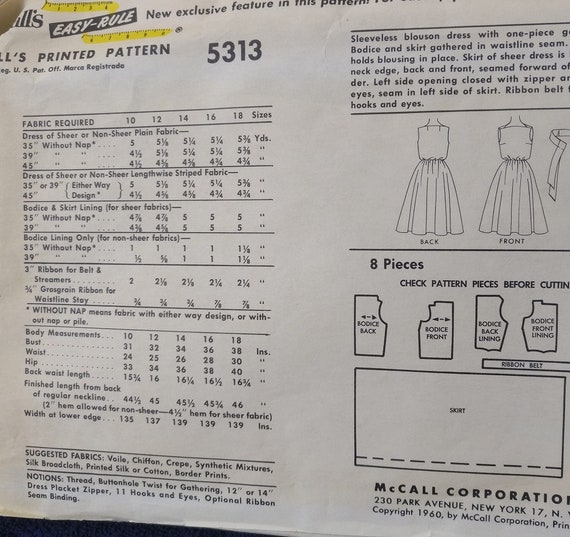 ll's EASY-RULE New exclusive feature in this pattern!
LL'S PRINTED PATTERN 5313
eg. U. S. Pat. Off. Marca Registrada
FABRIC REQUIRED 10 12 14 16 18 Sizes
Dress of Sheer or Non-Sheer Plain Fabric—
35" Without Nap* .... 5 5⅛ 5¼ 5¼ 5⅜ Yds.
39" " " .... 4½ 5⅛ 5¼ 5¼ 5⅜ "
45" " " .... 4½ 4⅝ 4¾ 4¾ "
Dress of Sheer or Non-Sheer Lengthwise Striped Fabric—
35" or 39" { Either Way } 5 5⅛ 5¼ 5¼ 5⅜ "
45" { Design* } 4½ 4⅝ 4¾ 4¾ "
Bodice & Skirt Lining (for sheer fabrics)—
35" Without Nap* .... 4⅞ 4⅞ 5 5 5 "
39" " " .... 5 5 5 "
Bodice Lining Only (for non-sheer fabrics)—
35" Without Nap* .... 1 1 1 1 1⅛ "
39" " " .... ½ ⅝ 1 1 1⅛ "
3" Ribbon for Belt &
Streamers .... 2 2⅛ 2⅛ 2¼ 2¼ "
Grosgrain Ribbon for
Waistline Stay .... ¾ ¾ ¾ ⅞ ⅞ "
* WITHOUT NAP means fabric with either way design, or with-
out nap or pile.
Body Measurements... 10 12 14 16 18
Bust 31 32 34 36 38 Ins.
Waist 24 25 26 28 30 "
Hip 33 34 36 38 40 "
Back waist length .... 15¾ 16 16¼ 16½ 16¾ "
Finished length from back
of regular neckline.. 44½ 45 45½ 45¾ 46 "
(2" hem allowed for non-sheer—4½" hem for sheer fabric)
Width at lower edge... 135 137 139 139 139 Ins.
SUGGESTED FABRICS: Voile, Chiffon, Crepe, Synthetic Mixtures,
Silk Broadcloth, Printed Silk or Cotton, Border Prints.
NOTIONS: Thread, Buttonhole Twist for Gathering, 12" or 14"
Dress Placket Zipper, 11 Hooks and Eyes, Optional Ribbon
Seam Binding.
Sleeveless blouson dress with one-piece g
Bodice and skirt gathered in waistline seam.
holds blousing in place. Skirt of sheer dress is
neck edge, back and front, seamed forward of
der. Left side opening closed with zipper an
eyes, seam in left side of skirt. Ribbon belt f
hooks and eyes.
BACK FRONT
8 Pieces
CHECK PATTERN PIECES BEFORE CUTTIN
BODICE BACK
BODICE FRONT
BODICE BACK LINING
BODICE FRONT LINING
RIBBON BELT
SKIRT
McCALL CORPORATIO
230 PARK AVENUE, NEW YORK 17, N.
Copyright 1960, by McCall Corporation, Prin